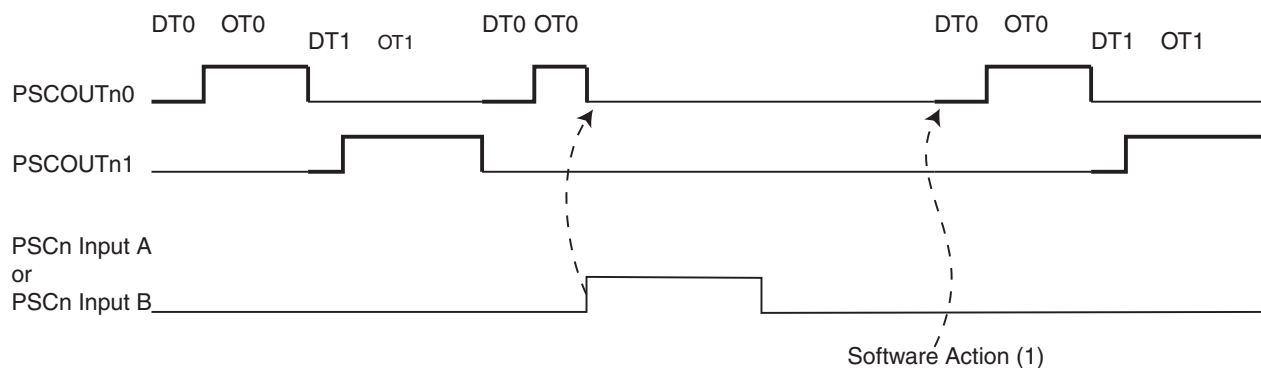 DT0 OT0 DT1 OT1 DT0 OT0 DT0 OT0 DT1 OT1
PSCOUTn0
PSCOUTn1
PSCn Input A
or
PSCn Input B
Software Action (1)